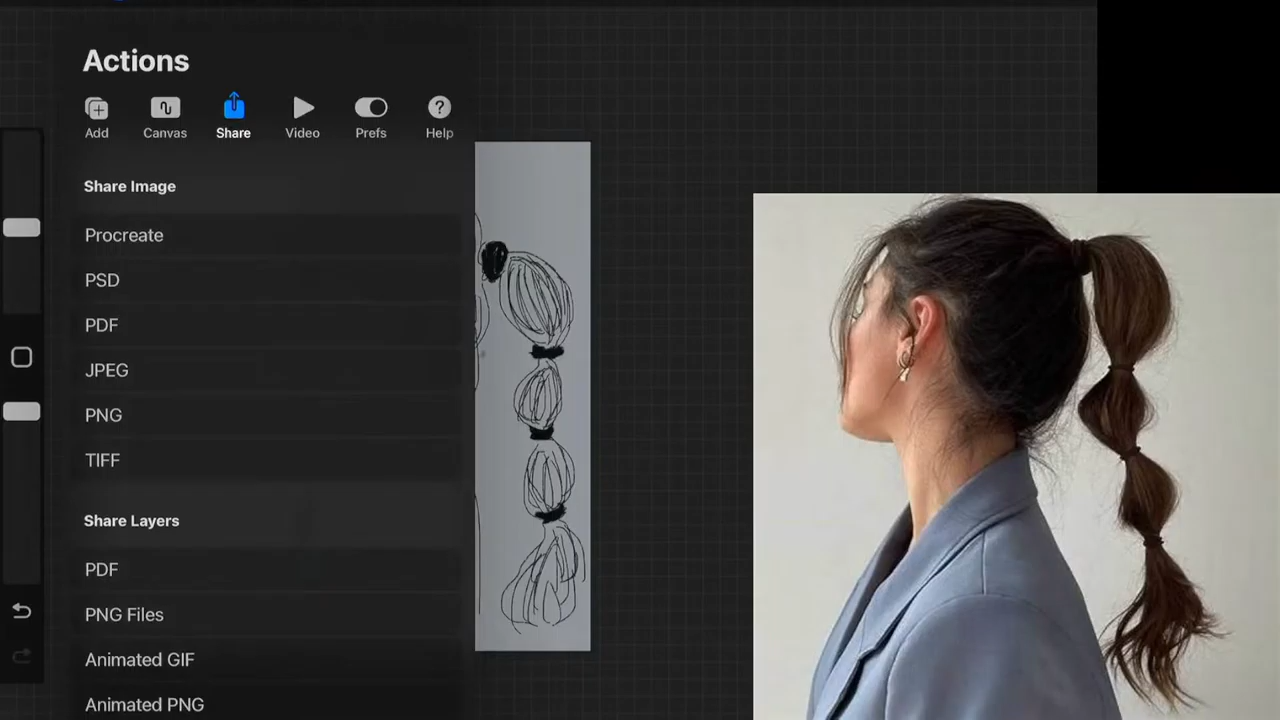 Actions
Add Canvas Share Video Prefs Help
Share Image
Procreate
PSD
PDF
JPEG
PNG
TIFF
Share Layers
PDF
PNG Files
Animated GIF
Animated PNG